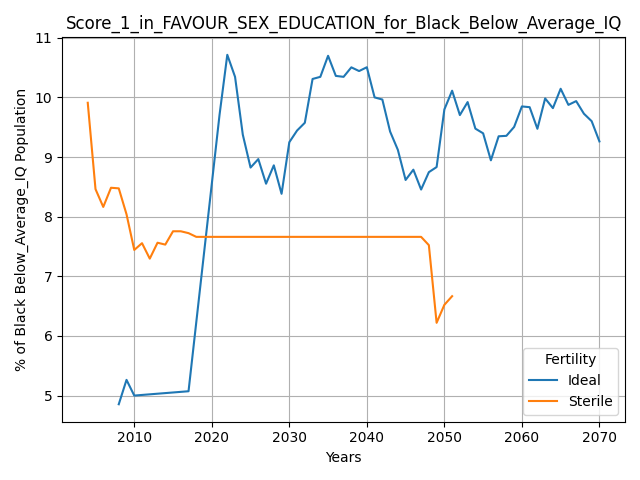 Score_1_in_FAVOUR_SEX_EDUCATION_for_Black_Below_Average_IQ
% of Black Below_Average_IQ Population
11
10
9
8
7
6
5
Fertility
Ideal
Sterile
2010 2020 2030 2040 2050 2060 2070
Years